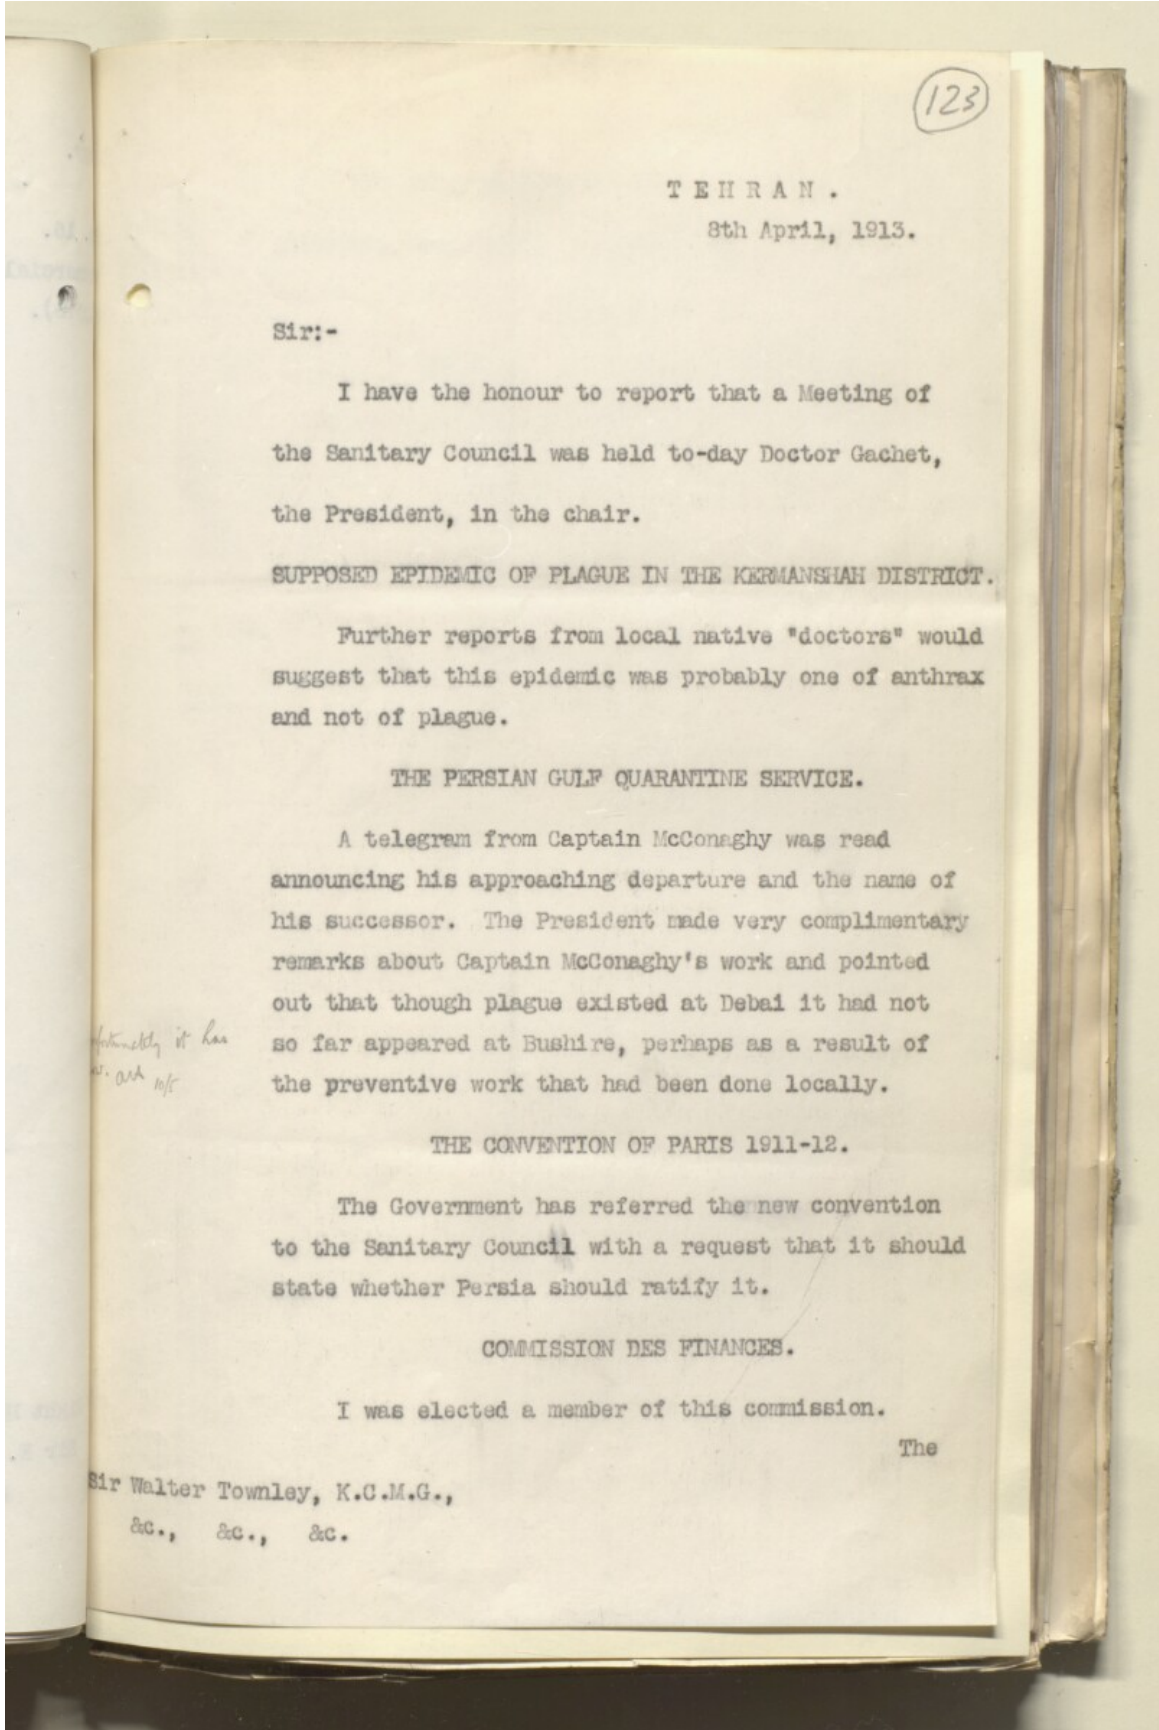 123
TEHRAN.
8th April, 1913.
Sir:-
I have the honour to report that a Meeting of
the Sanitary Council was held to-day Doctor Gachet,
the President, in the chair.
SUPPOSED EPIDEMIC OF PLAGUE IN THE KERMANSHAH DISTRICT.
Further reports from local native "doctors" would
suggest that this epidemic was probably one of anthrax
and not of plague.
THE PERSIAN GULF QUARANTINE SERVICE.
A telegram from Captain McConaghy was read
announcing his approaching departure and the name of
his successor. The President made very complimentary
remarks about Captain McConaghy's work and pointed
out that though plague existed at Debai it had not
so far appeared at Bushire, perhaps as a result of
the preventive work that had been done locally.
it has
10/5
THE CONVENTION OF PARIS 1911-12.
The Government has referred the new convention
to the Sanitary Council with a request that it should
state whether Persia should ratify it.
COMMISSION DES FINANCES.
I was elected a member of this commission.
The
Sir Walter Townley, K.C.M.G.,
&c., &c., &c.